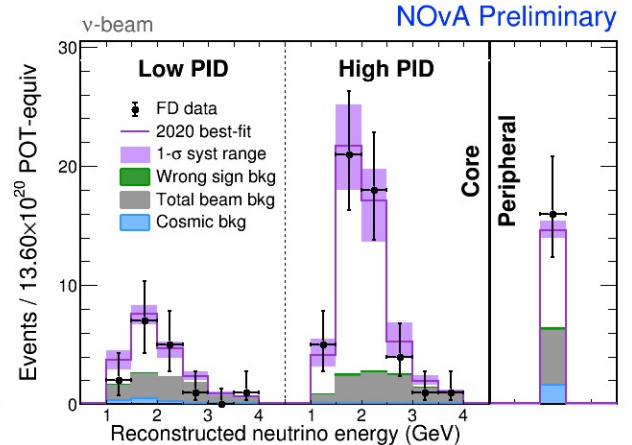 ν-beam
NOνA Preliminary
Events / 13.60×10²⁰ POT-equiv
30
20
10
0
Low PID
High PID
FD data
2020 best-fit
1-σ syst range
Wrong sign bkg
Total beam bkg
Cosmic bkg
Core
Peripheral
1 2 3 4 1 2 3 4
Reconstructed neutrino energy (GeV)